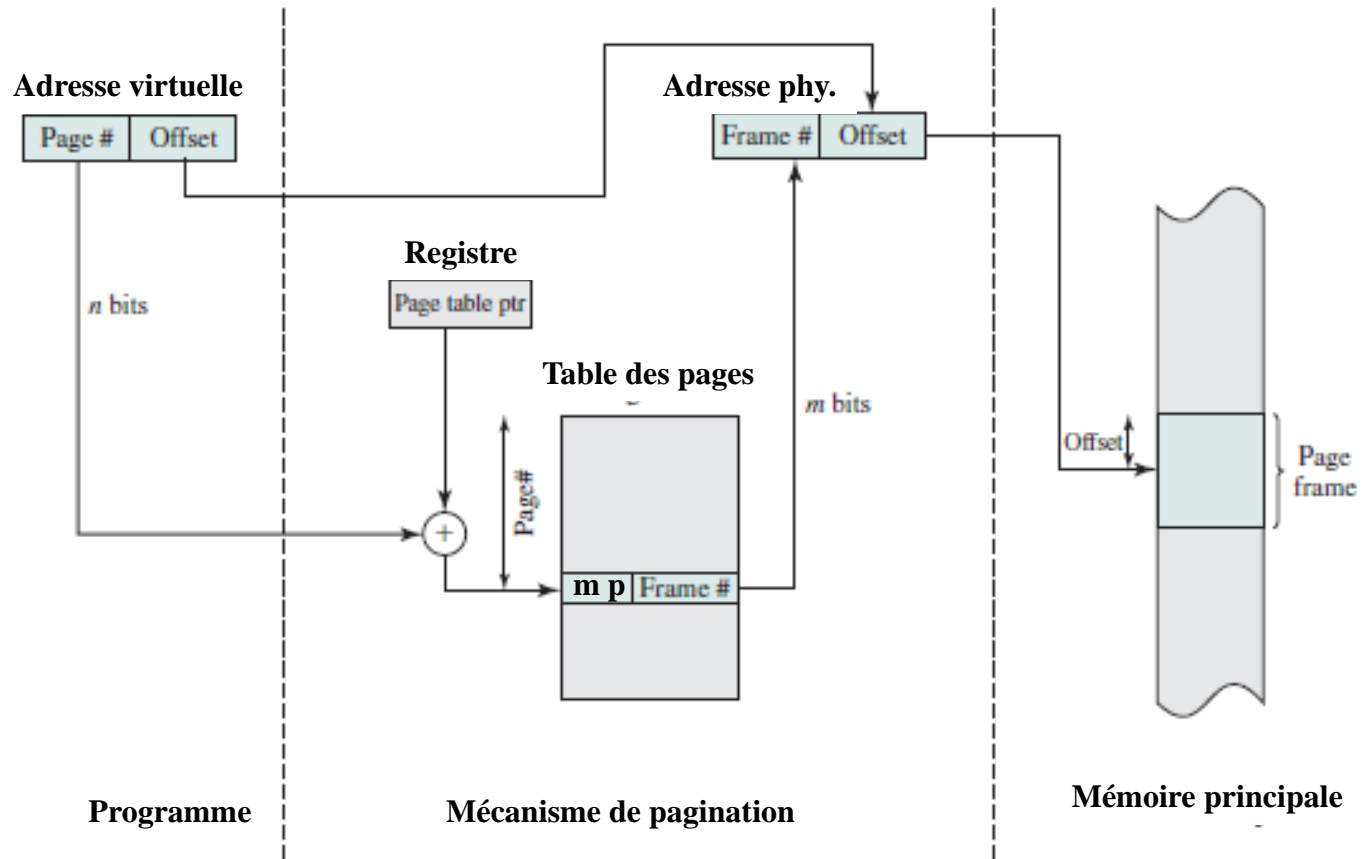 Adresse virtuelle
Page # Offset
Adresse phy.
Frame # Offset
n bits
Registre
Page table ptr
Table des pages
m bits
Page#
m p Frame #
Offset
Page
frame
Programme
Mécanisme de pagination
Mémoire principale